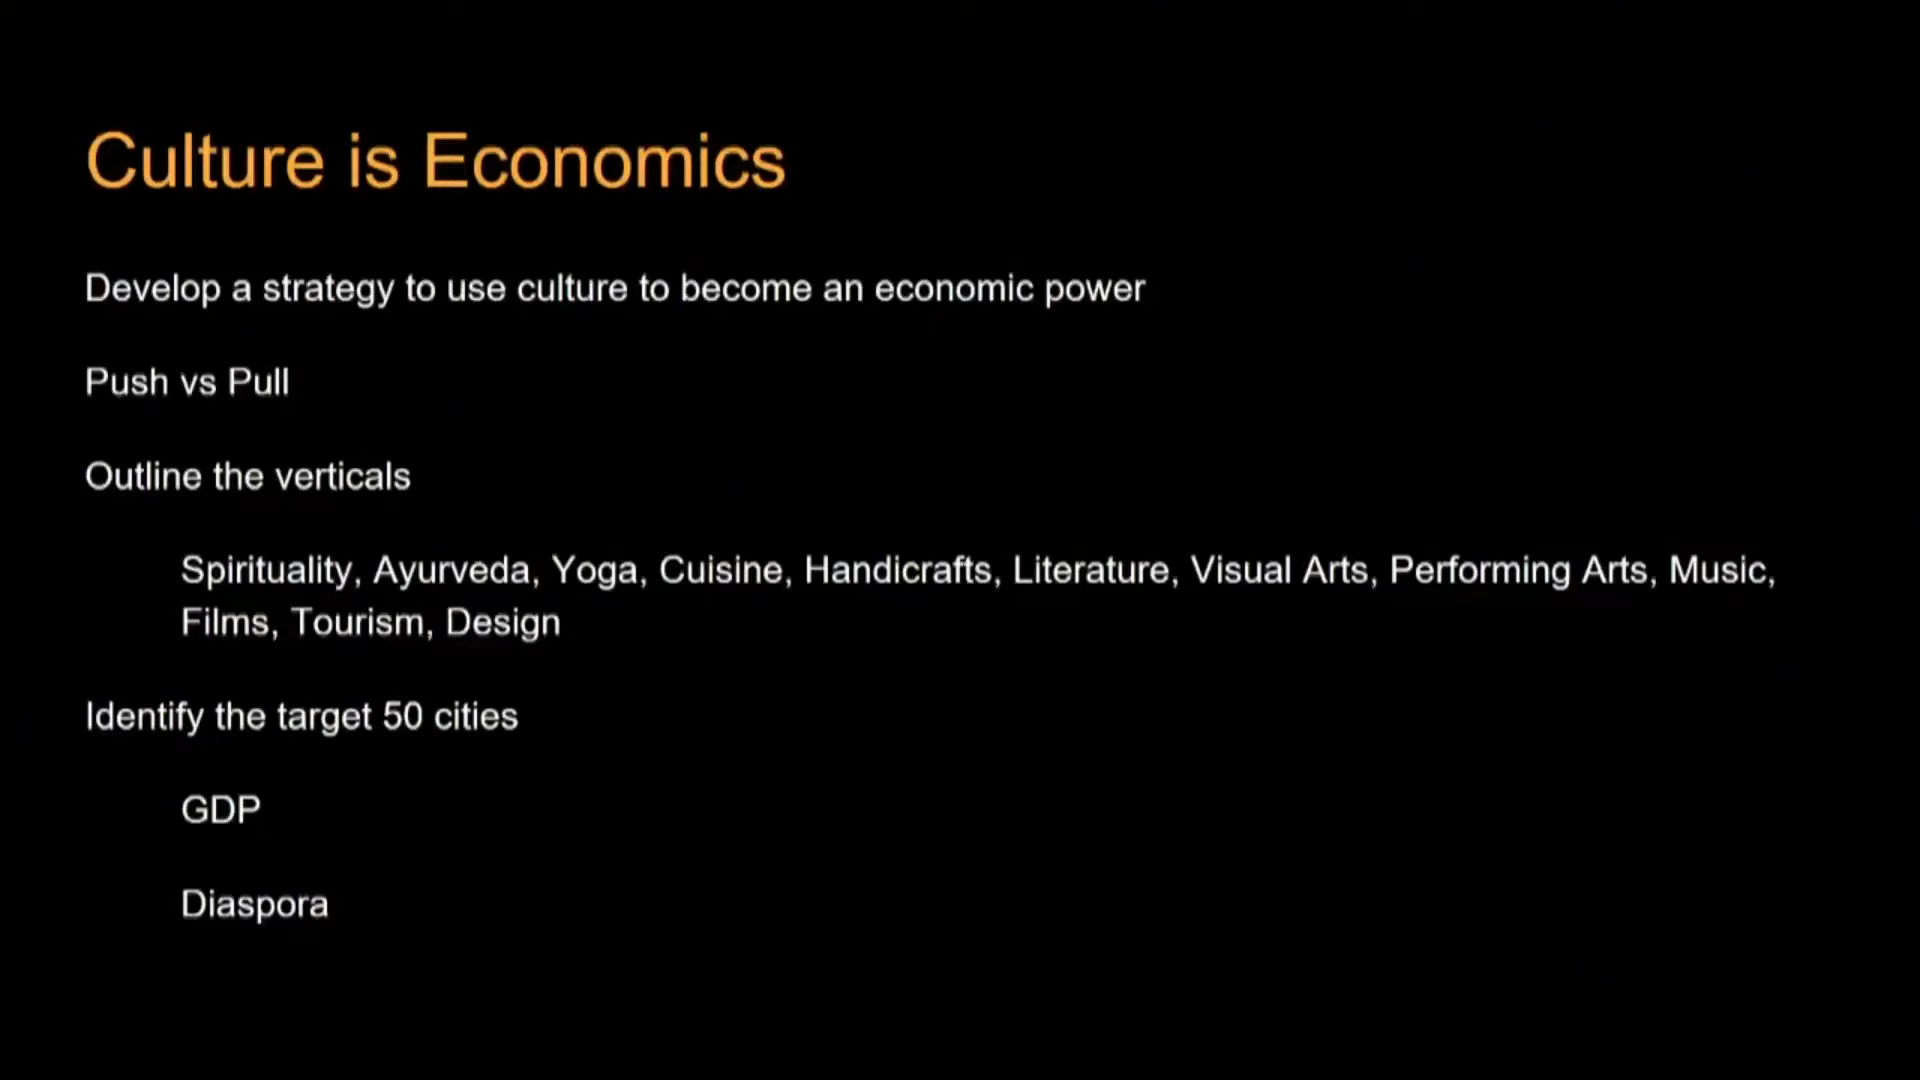 Culture is Economics
Develop a strategy to use culture to become an economic power
Push vs Pull
Outline the verticals
Spirituality, Ayurveda, Yoga, Cuisine, Handicrafts, Literature, Visual Arts, Performing Arts, Music,
Films, Tourism, Design
Identify the target 50 cities
GDP
Diaspora